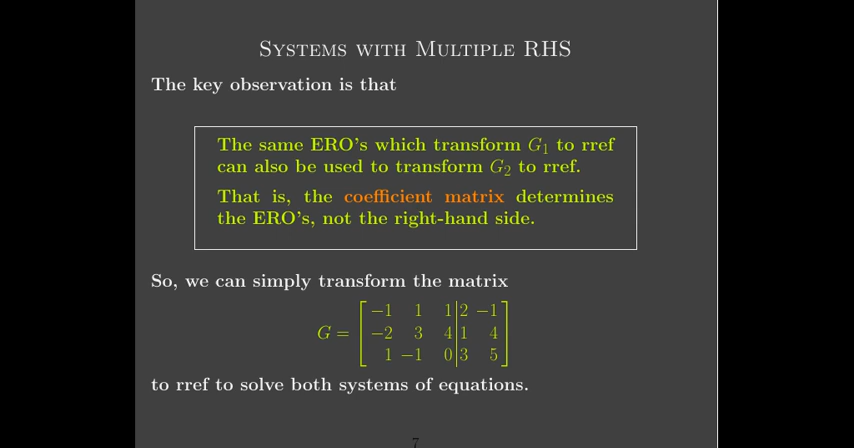 Systems with Multiple RHS
The key observation is that
The same ERO's which transform G₁ to rref
can also be used to transform G₂ to rref.
That is, the coefficient matrix determines
the ERO's, not the right-hand side.
So, we can simply transform the matrix
−1 1 1 | 2 −1
G = −2 3 4 | 1 4
1 −1 0 | 3 5
to rref to solve both systems of equations.
7